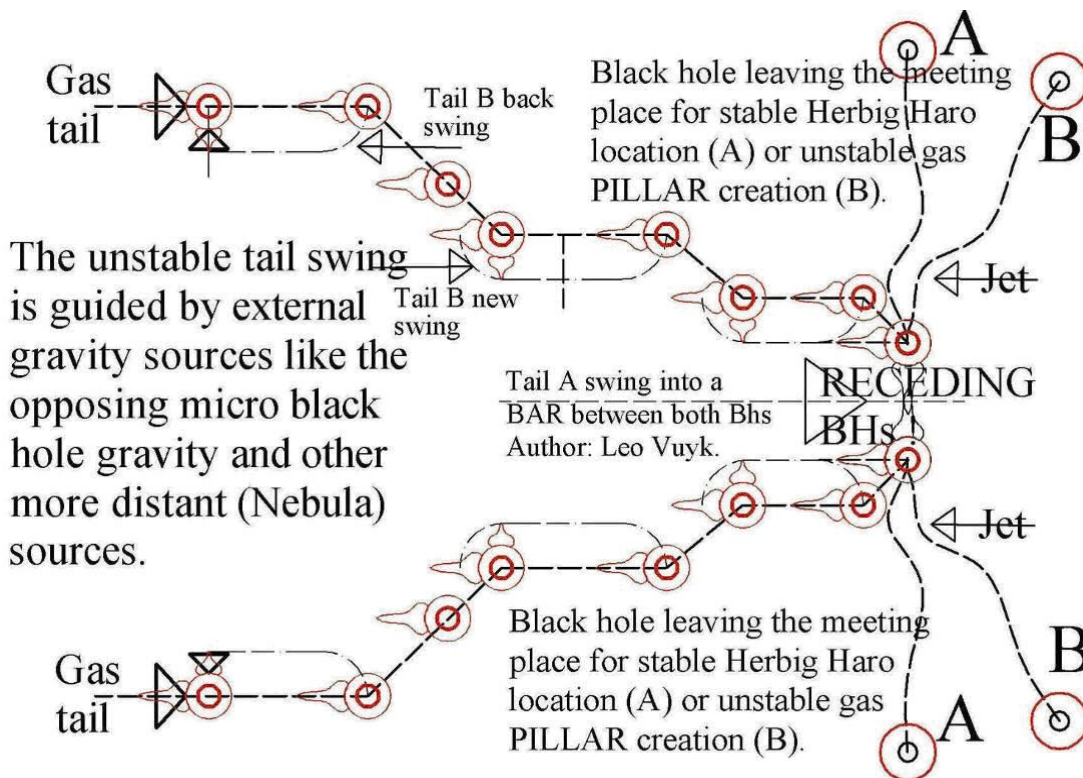 Gas
tail
Tail B back
swing
Black hole leaving the meeting
place for stable Herbig Haro
location (A) or unstable gas
PILLAR creation (B).
A
B
The unstable tail swing
is guided by external
gravity sources like the
opposing micro black
hole gravity and other
more distant (Nebula)
sources.
Tail B new
swing
Jet
Tail A swing into a
BAR between both Bhs
Author: Leo Vuyk.
RECEDING
BHs.
Jet
Gas
tail
Black hole leaving the meeting
place for stable Herbig Haro
location (A) or unstable gas
PILLAR creation (B).
B
A